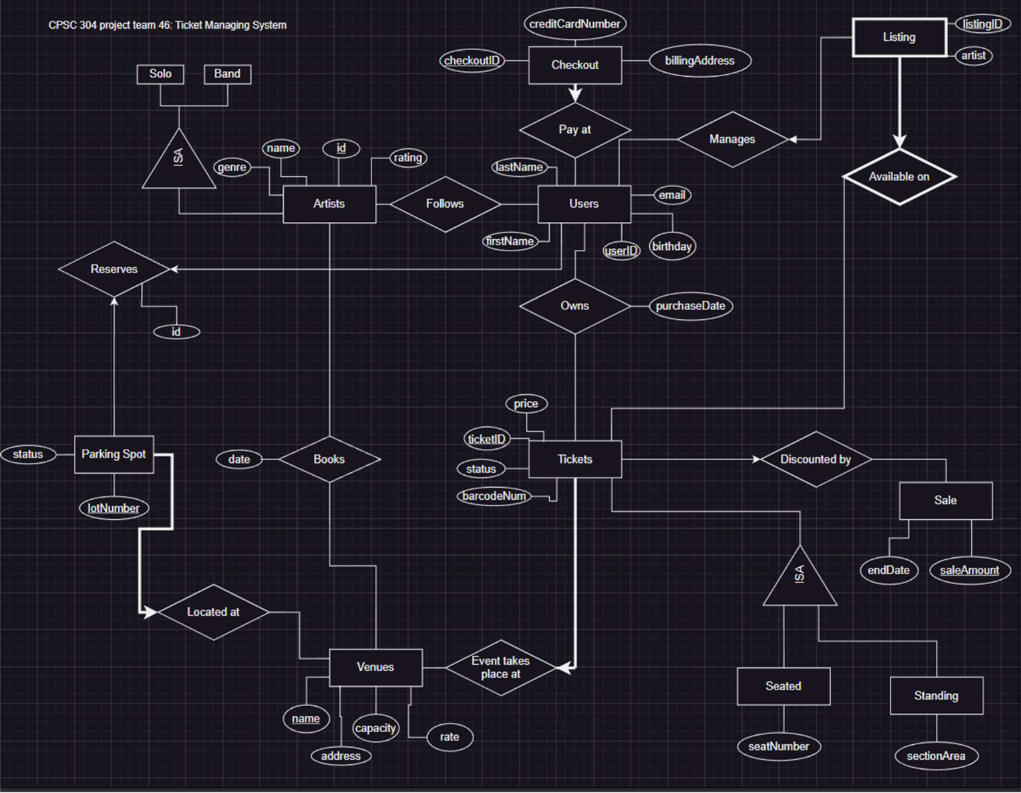 CPSC 304 project team 46: Ticket Managing System
creditCardNumber
listingID
Listing
artist
checkoutID
Checkout
billingAddress
Solo
Band
Pay at
Manages
ISA
name
id
genre
rating
lastName
Available on
Artists
Follows
Users
email
firstName
userID
birthday
Reserves
id
Owns
purchaseDate
price
ticketID
status
Parking Spot
date
Books
status
Tickets
Discounted by
barcodeNum
lotNumber
Sale
endDate
saleAmount
ISA
Located at
Venues
Event takes
place at
Seated
Standing
name
capacity
rate
address
seatNumber
sectionArea